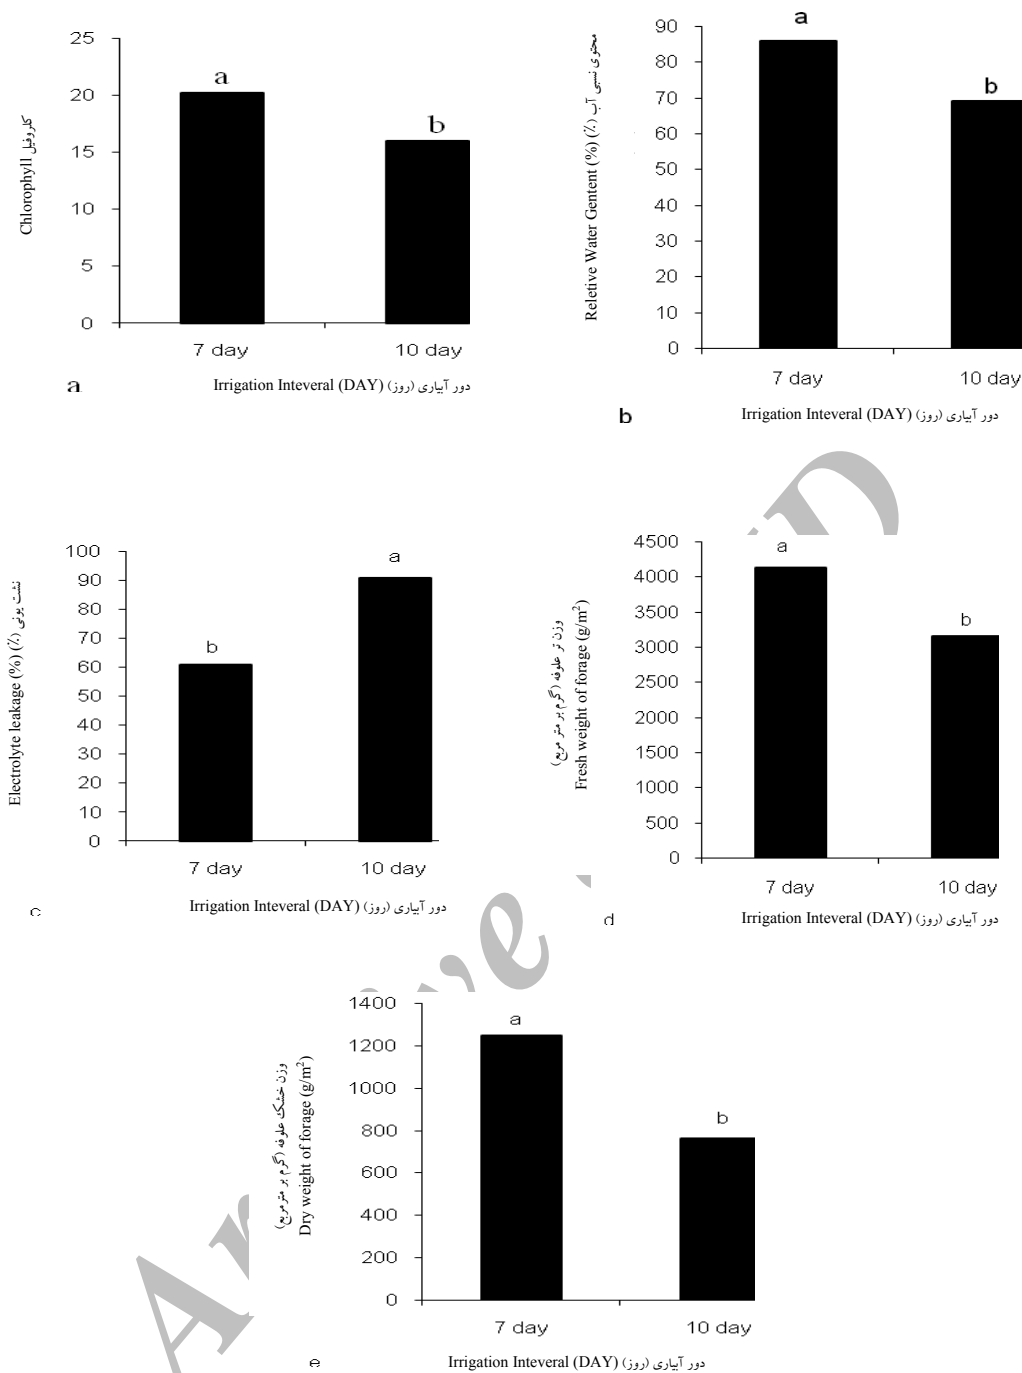 25
20
15
10
5
0
a
b
کلروفیل Chlorophyll
7 day
10 day
a
Irrigation Inteveral (DAY) دور آبیاری (روز)
90
80
70
60
50
40
30
20
10
0
a
b
Reletive Water Gentent (%) محتوی نسبی آب (٪)
7 day
10 day
b
Irrigation Inteveral (DAY) دور آبیاری (روز)
100
90
80
70
60
50
40
30
20
10
0
b
a
Electrolyte leakage (%) نشت یونی (٪)
7 day
10 day
c
Irrigation Inteveral (DAY) دور آبیاری (روز)
4500
4000
3500
3000
2500
2000
1500
1000
500
0
a
b
وزن تر علوفه (گرم بر متر مربع)
Fresh weight of forage (g/m²)
7 day
10 day
d
Irrigation Inteveral (DAY) دور آبیاری (روز)
1400
1200
1000
800
600
400
200
0
a
b
وزن خشک علوفه (گرم بر مترمربع)
Dry weight of forage (g/m²)
7 day
10 day
e
Irrigation Inteveral (DAY) دور آبیاری (روز)